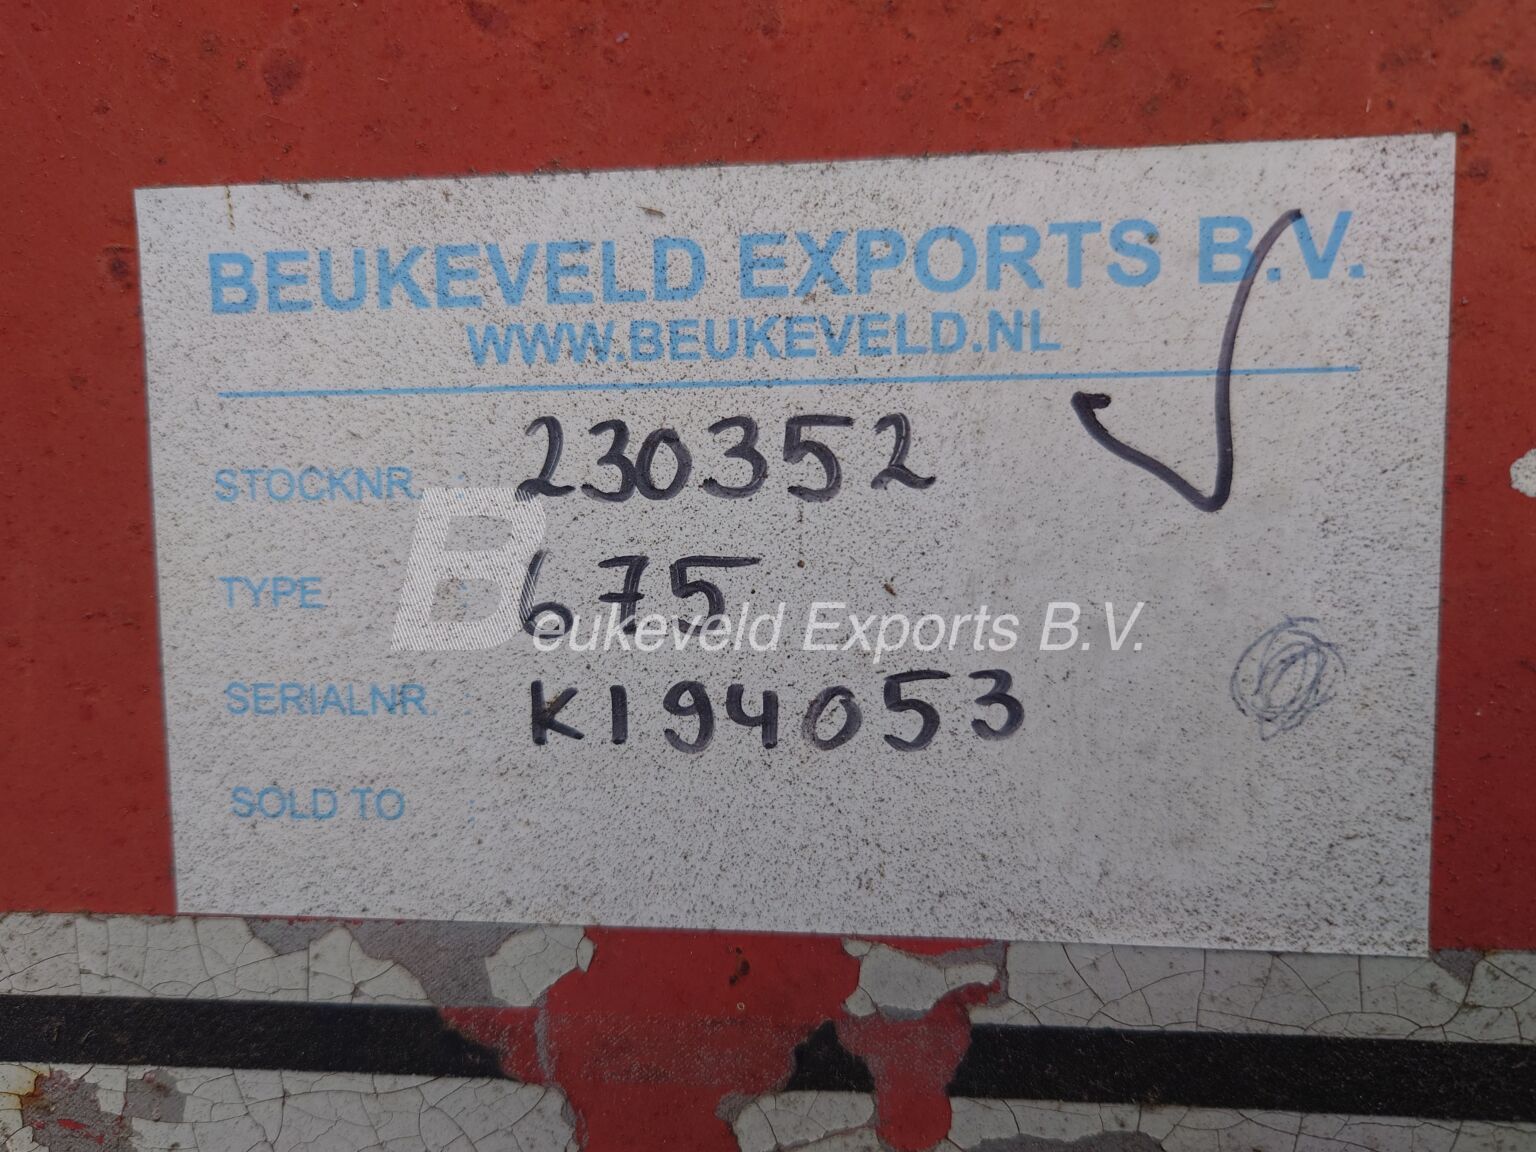 BEUKEVELD EXPORTS B.V.
WWW.BEUKEVELD.NL
STOCKNR. : 230352
TYPE : 675
Beukeveld Exports B.V.
SERIALNR. : K194053
SOLD TO :